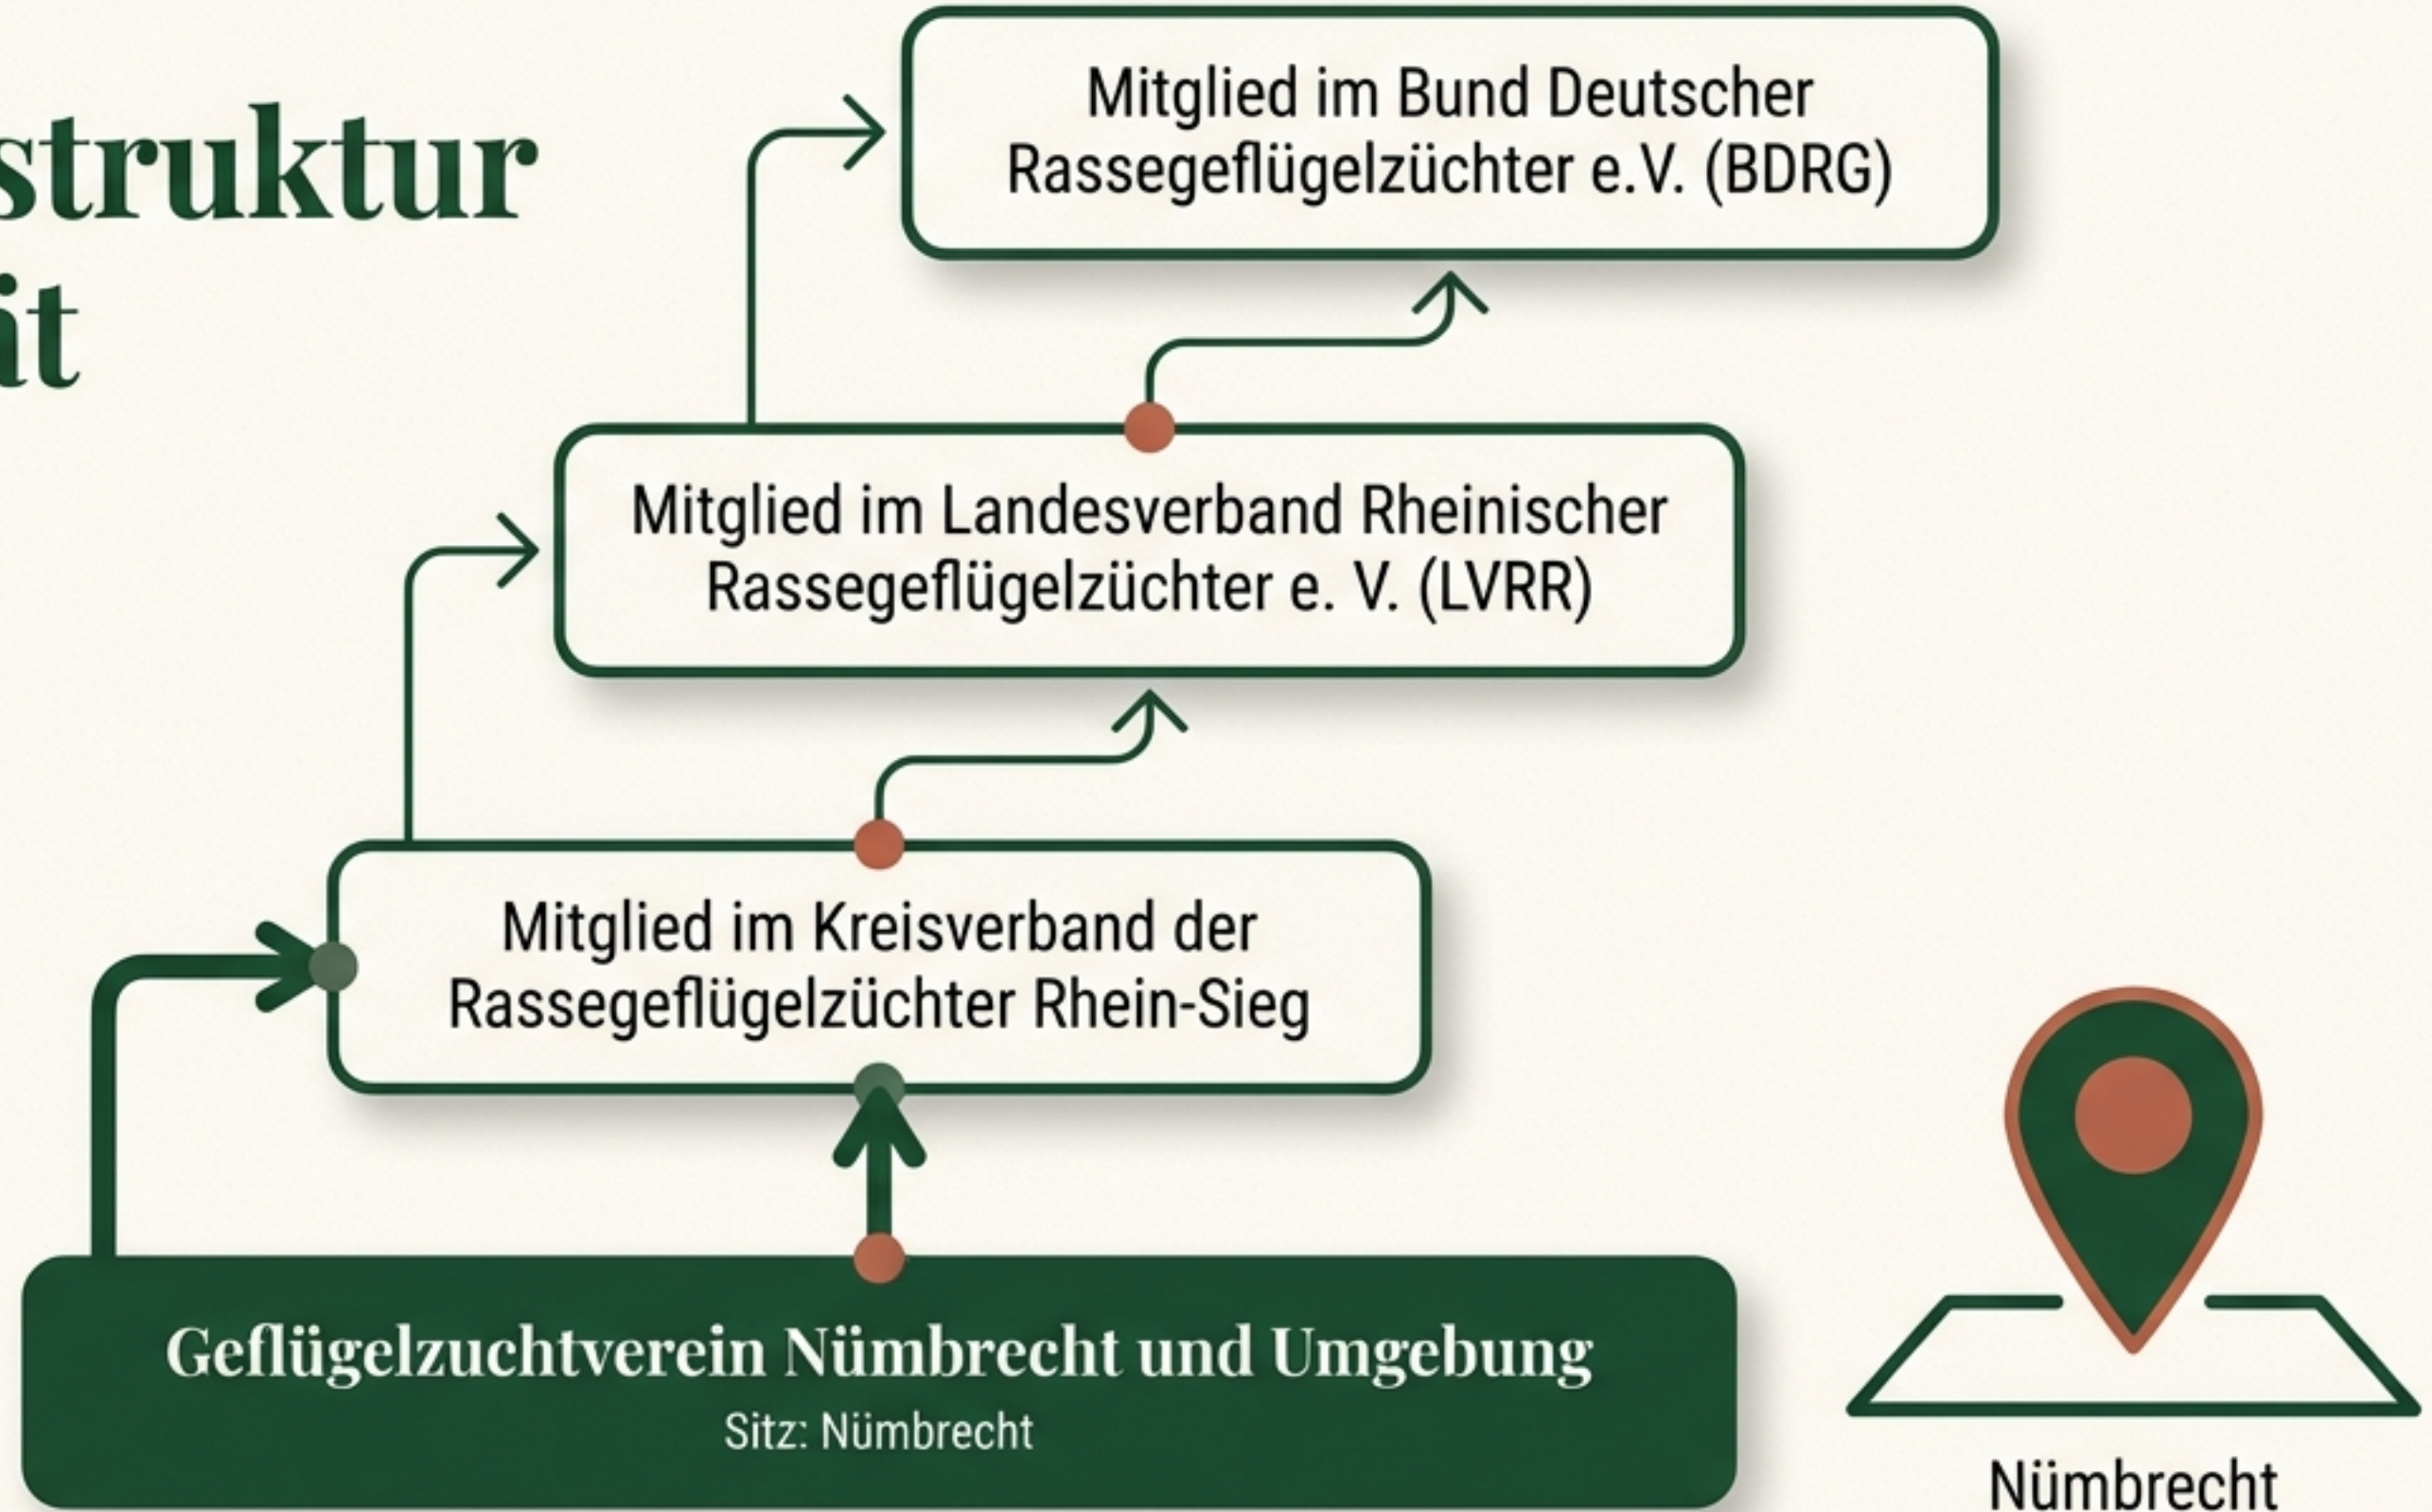 struktur
ät
Mitglied im Bund Deutscher
Rassegeflügelzüchter e.V. (BDRG)
Mitglied im Landesverband Rheinischer
Rassegeflügelzüchter e. V. (LVRR)
Mitglied im Kreisverband der
Rassegeflügelzüchter Rhein-Sieg
Geflügelzuchtverein Nümbrecht und Umgebung
Sitz: Nümbrecht
Nümbrecht